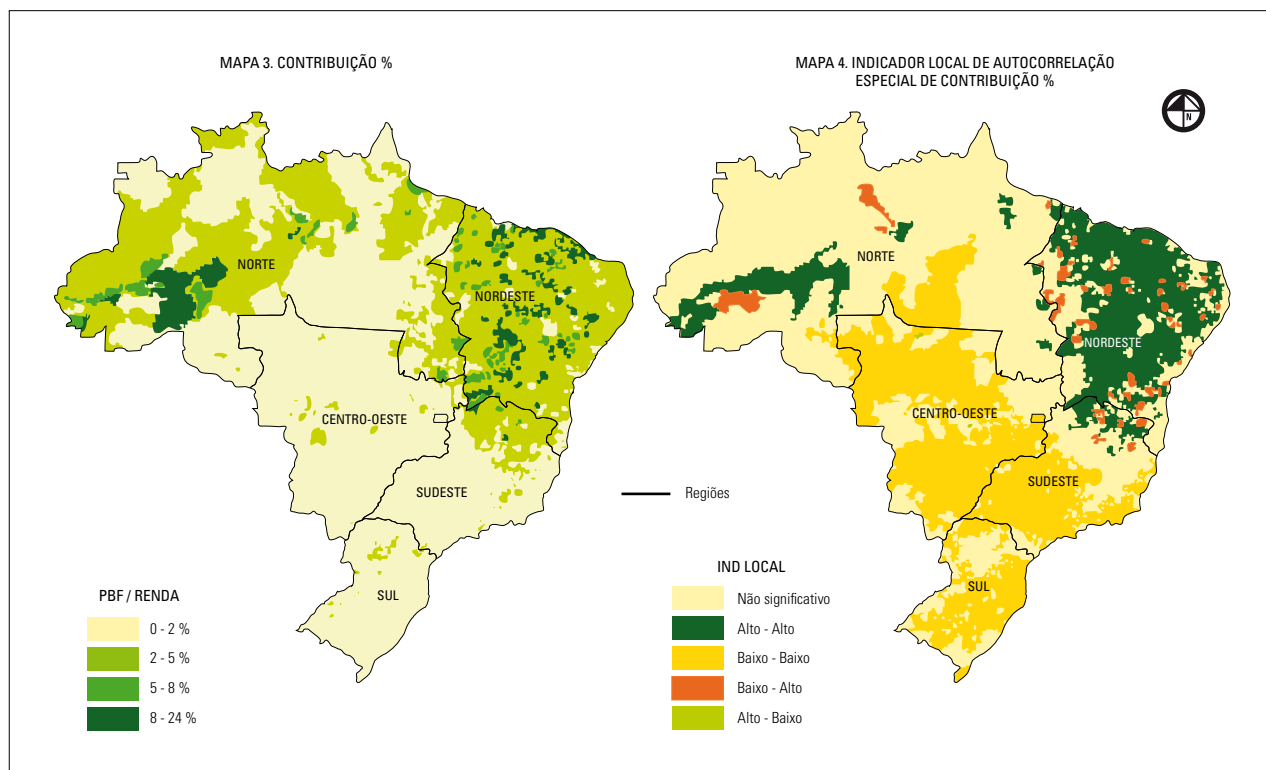 MAPA 3. CONTRIBUIÇÃO %
NORTE
NORDESTE
CENTRO-OESTE
SUDESTE
SUL
PBF / RENDA
0 - 2 %
2 - 5 %
5 - 8 %
8 - 24 %
Regiões
MAPA 4. INDICADOR LOCAL DE AUTOCORRELAÇÃO
ESPECIAL DE CONTRIBUIÇÃO %
N
NORTE
NORDESTE
CENTRO-OESTE
SUDESTE
SUL
IND LOCAL
Não significativo
Alto - Alto
Baixo - Baixo
Baixo - Alto
Alto - Baixo